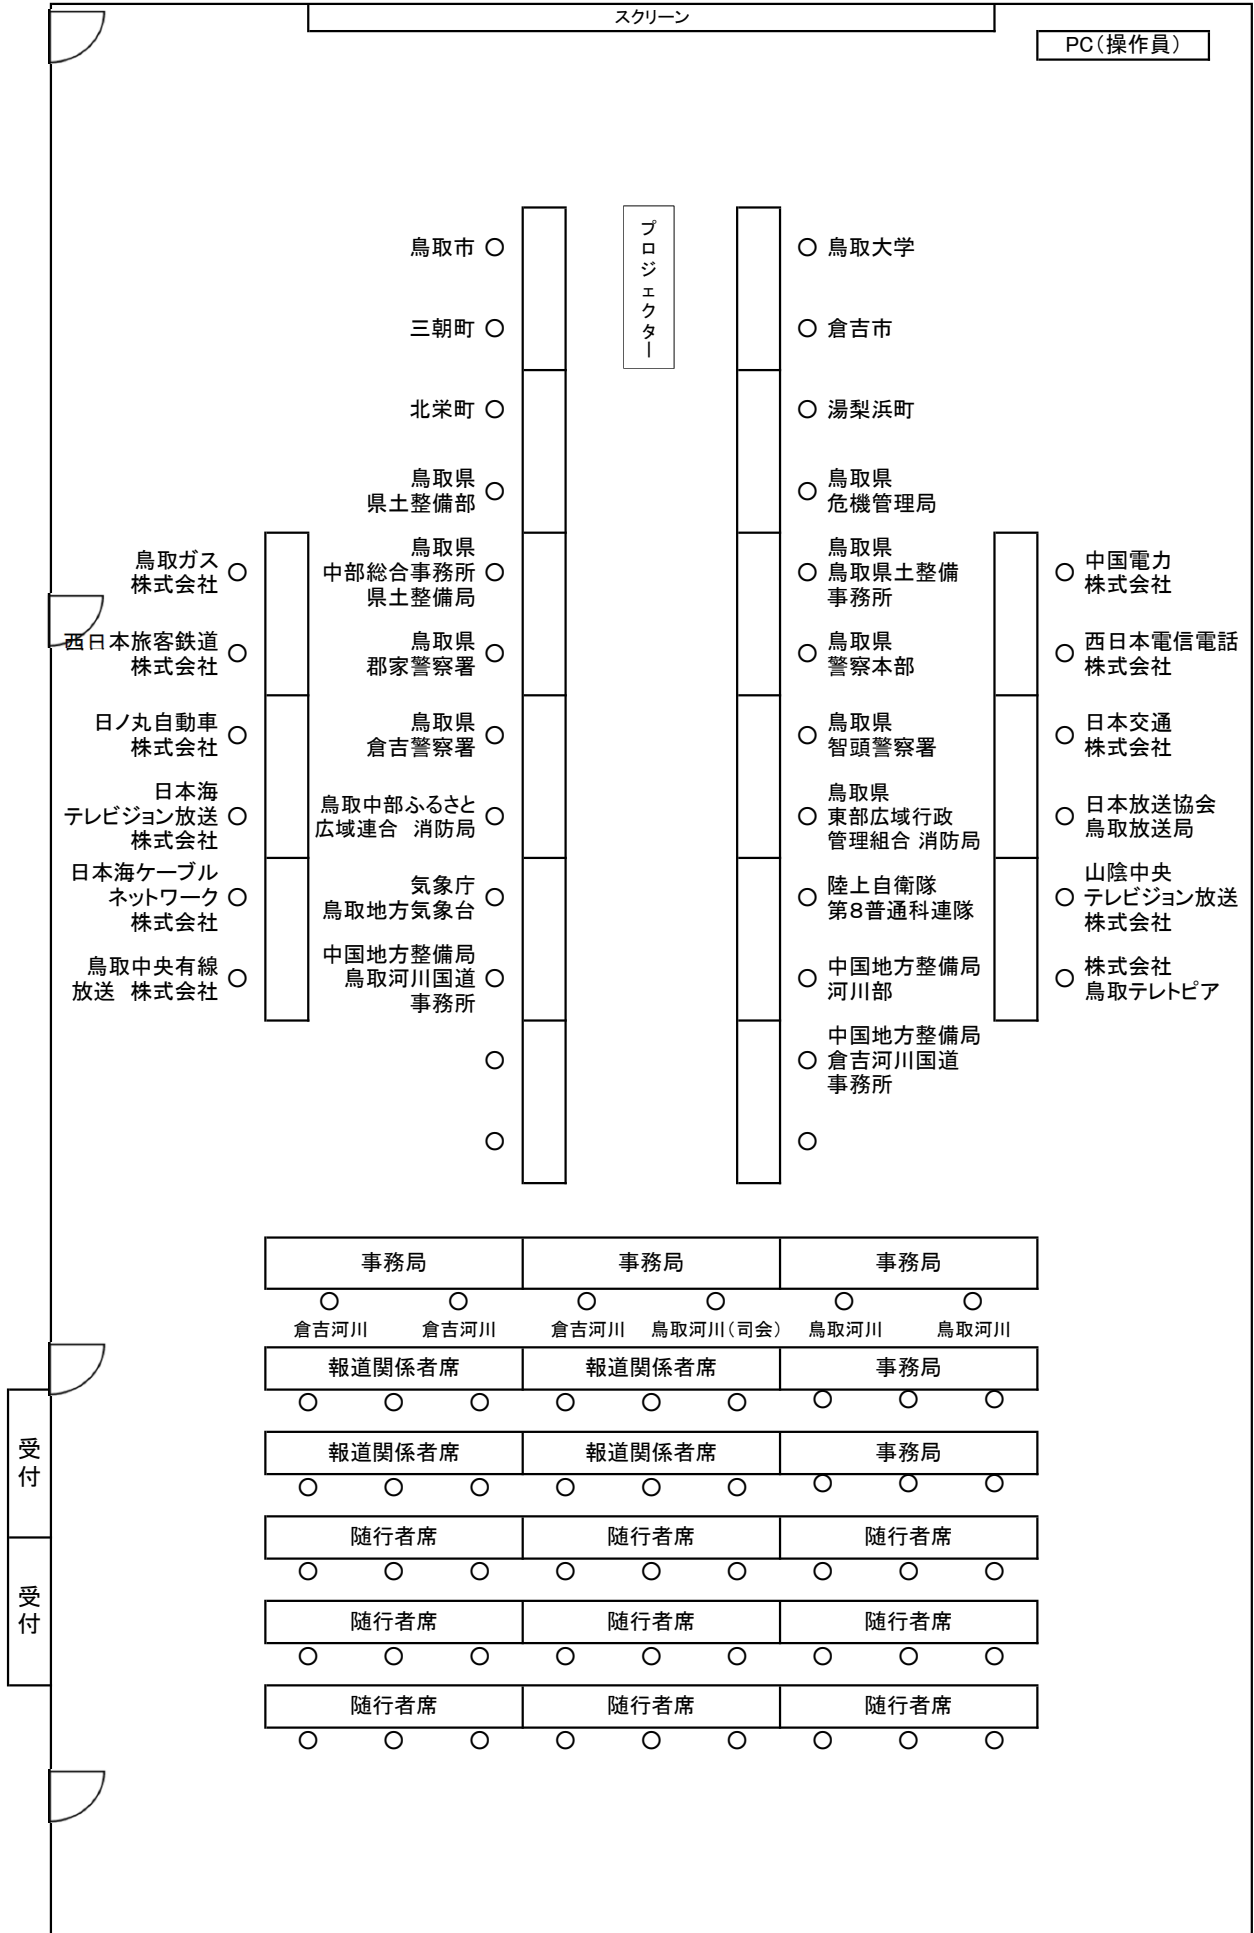 スクリーン
PC(操作員)
プロジェクター
鳥取市
三朝町
北栄町
鳥取県
県土整備部
鳥取県
中部総合事務所
県土整備局
鳥取県
郡家警察署
鳥取県
倉吉警察署
鳥取中部ふるさと
広域連合 消防局
気象庁
鳥取地方気象台
中国地方整備局
鳥取河川国道
事務所
鳥取大学
倉吉市
湯梨浜町
鳥取県
危機管理局
鳥取県
鳥取県土整備
事務所
鳥取県
警察本部
鳥取県
智頭警察署
鳥取県
東部広域行政
管理組合 消防局
陸上自衛隊
第8普通科連隊
中国地方整備局
河川部
中国地方整備局
倉吉河川国道
事務所
鳥取ガス
株式会社
西日本旅客鉄道
株式会社
日ノ丸自動車
株式会社
日本海
テレビジョン放送
株式会社
日本海ケーブル
ネットワーク
株式会社
鳥取中央有線
放送 株式会社
中国電力
株式会社
西日本電信電話
株式会社
日本交通
株式会社
日本放送協会
鳥取放送局
山陰中央
テレビジョン放送
株式会社
株式会社
鳥取テレトピア
事務局 事務局 事務局
倉吉河川 倉吉河川 倉吉河川 鳥取河川(司会) 鳥取河川 鳥取河川
報道関係者席 報道関係者席 事務局
報道関係者席 報道関係者席 事務局
随行者席 随行者席 随行者席
随行者席 随行者席 随行者席
随行者席 随行者席 随行者席
受付
受付